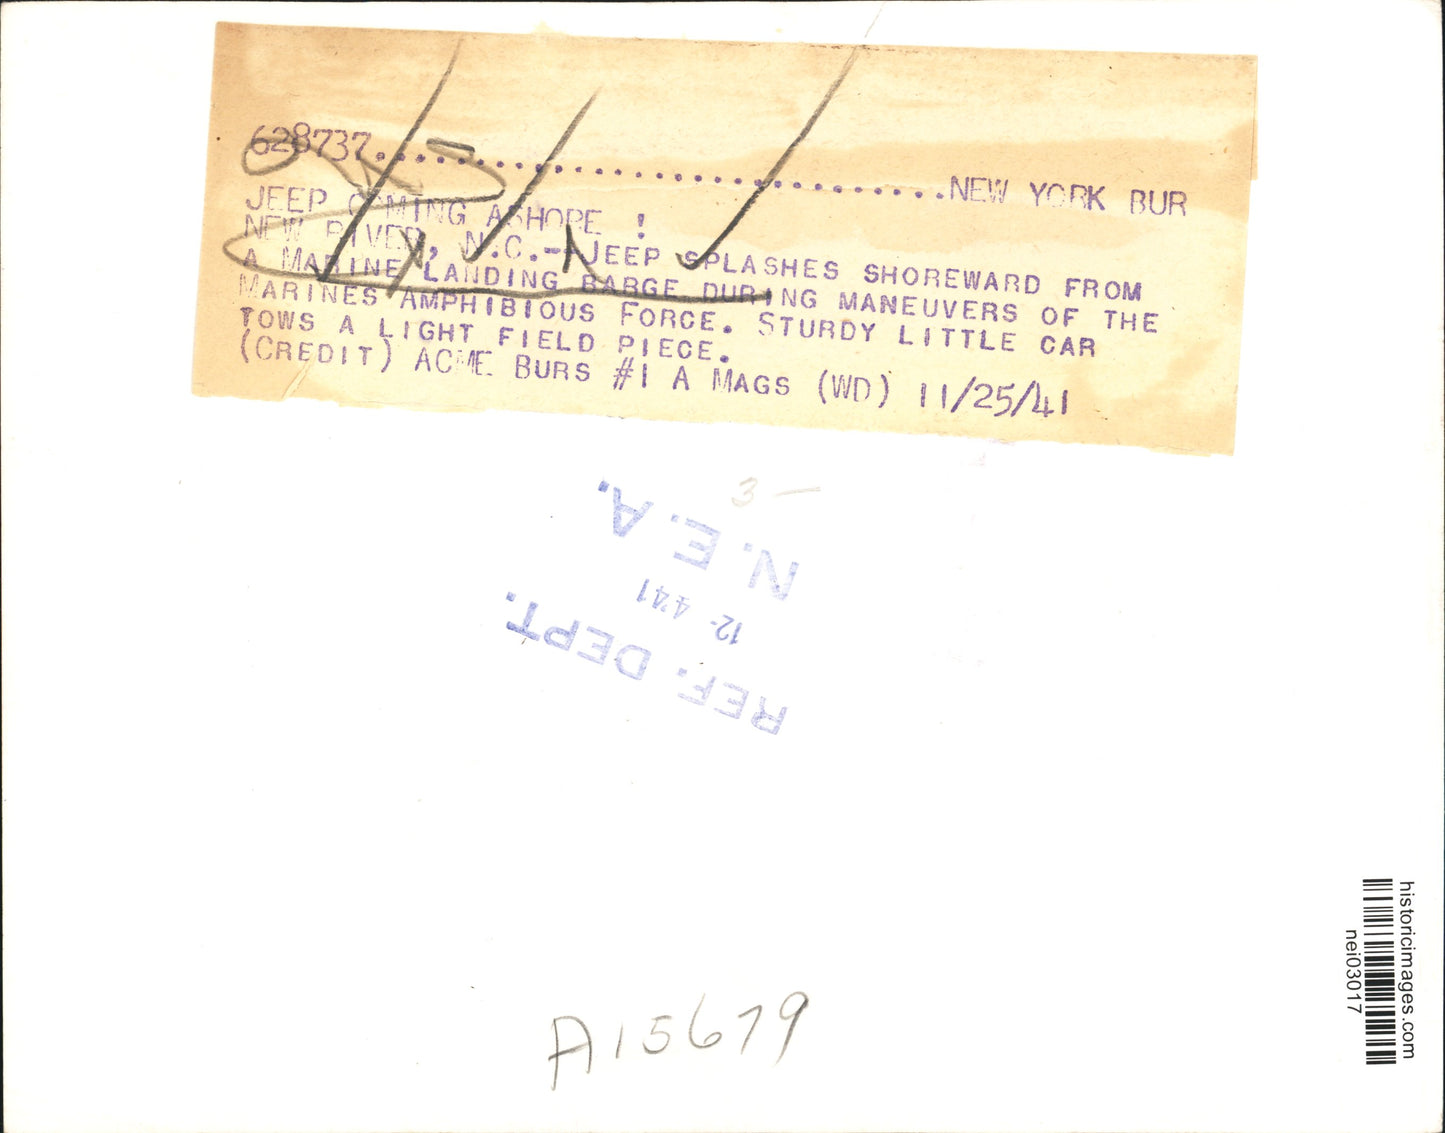 628737..............................NEW YORK BUR
JEEP COMING ASHORE !
NEW RIVER, N.C.--JEEP SPLASHES SHOREWARD FROM
A MARINE LANDING BARGE DURING MANEUVERS OF THE
MARINES AMPHIBIOUS FORCE. STURDY LITTLE CAR
TOWS A LIGHT FIELD PIECE.
(CREDIT) ACME BURS #1 A MAGS (WD) 11/25/41
3 —
REF. DEPT.
12-4 41
N.E.A.
A15679
historicimages.com
nei03017